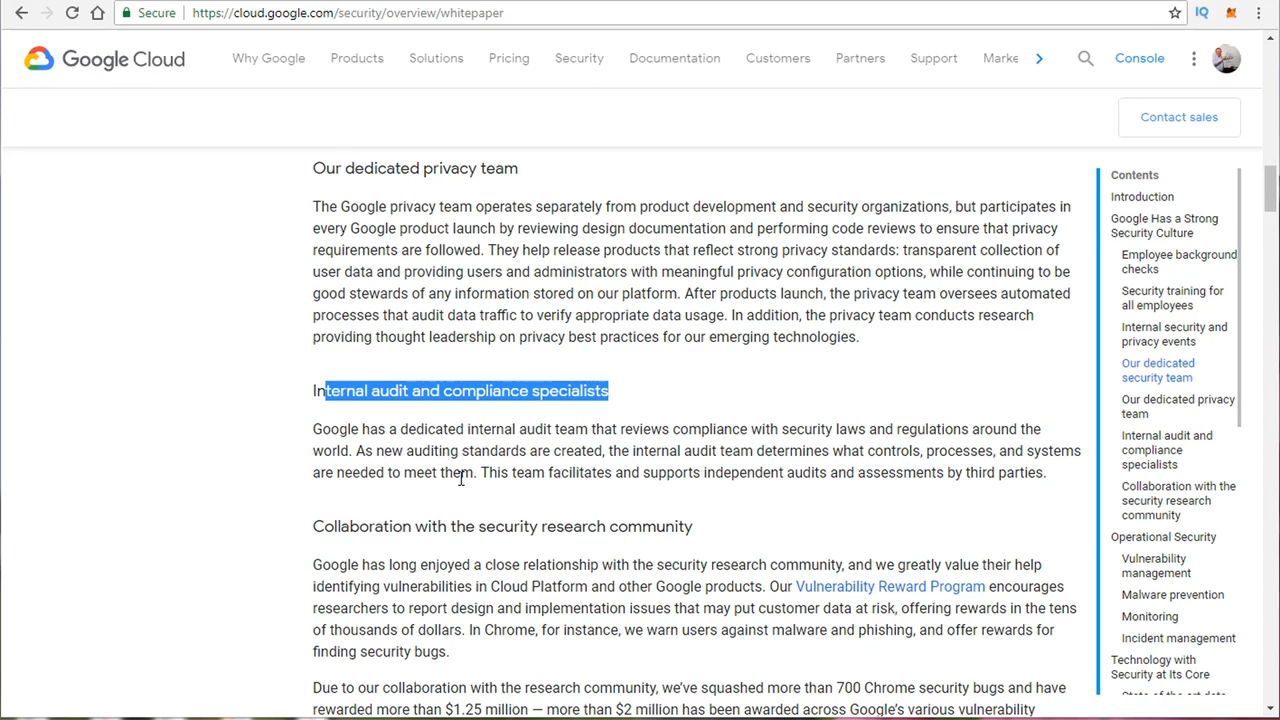 Secure https://cloud.google.com/security/overview/whitepaper
IQ
Google Cloud Why Google Products Solutions Pricing Security Documentation Customers Partners Support Marke Console
Contact sales
Our dedicated privacy team
The Google privacy team operates separately from product development and security organizations, but participates in
every Google product launch by reviewing design documentation and performing code reviews to ensure that privacy
requirements are followed. They help release products that reflect strong privacy standards: transparent collection of
user data and providing users and administrators with meaningful privacy configuration options, while continuing to be
good stewards of any information stored on our platform. After products launch, the privacy team oversees automated
processes that audit data traffic to verify appropriate data usage. In addition, the privacy team conducts research
providing thought leadership on privacy best practices for our emerging technologies.
Internal audit and compliance specialists
Google has a dedicated internal audit team that reviews compliance with security laws and regulations around the
world. As new auditing standards are created, the internal audit team determines what controls, processes, and systems
are needed to meet them. This team facilitates and supports independent audits and assessments by third parties.
Collaboration with the security research community
Google has long enjoyed a close relationship with the security research community, and we greatly value their help
identifying vulnerabilities in Cloud Platform and other Google products. Our Vulnerability Reward Program encourages
researchers to report design and implementation issues that may put customer data at risk, offering rewards in the tens
of thousands of dollars. In Chrome, for instance, we warn users against malware and phishing, and offer rewards for
finding security bugs.
Due to our collaboration with the research community, we've squashed more than 700 Chrome security bugs and have
rewarded more than $1.25 million — more than $2 million has been awarded across Google's various vulnerability
Contents
Introduction
Google Has a Strong
Security Culture
Employee background
checks
Security training for
all employees
Internal security and
privacy events
Our dedicated
security team
Our dedicated privacy
team
Internal audit and
compliance
specialists
Collaboration with the
security research
community
Operational Security
Vulnerability
management
Malware prevention
Monitoring
Incident management
Technology with
Security at Its Core